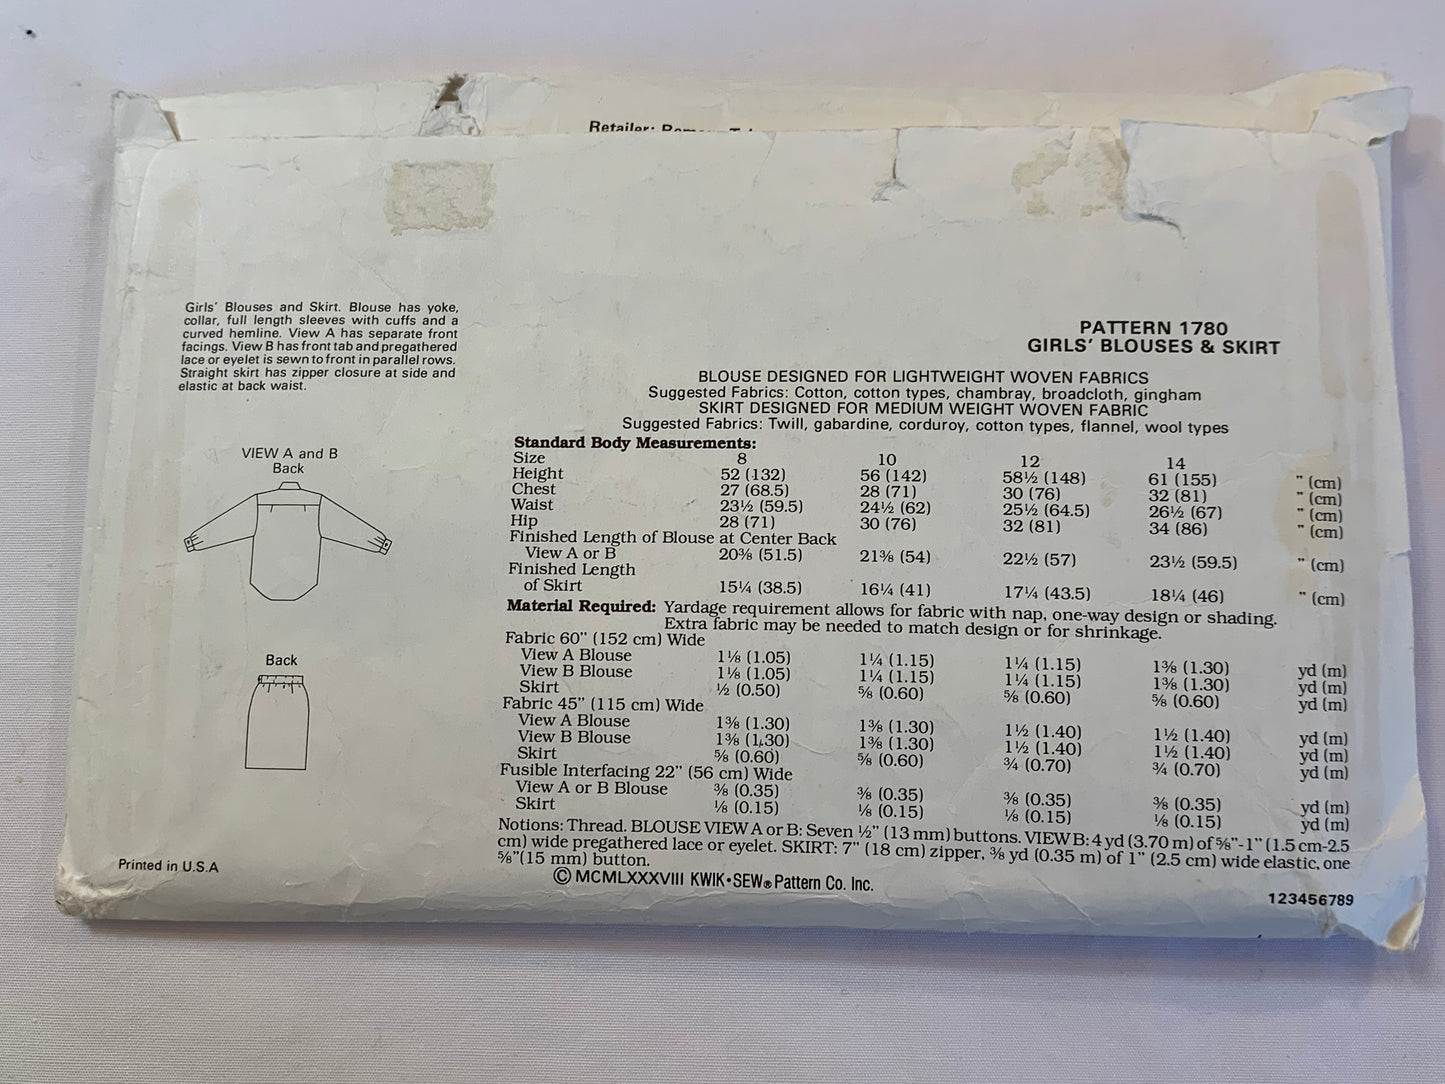 Retailer:
Girls' Blouses and Skirt. Blouse has yoke,
collar, full length sleeves with cuffs and a
curved hemline. View A has separate front
facings. View B has front tab and pregathered
lace or eyelet is sewn to front in parallel rows.
Straight skirt has zipper closure at side and
elastic at back waist.
VIEW A and B
Back
Back
Printed in U.S.A
PATTERN 1780
GIRLS' BLOUSES & SKIRT
BLOUSE DESIGNED FOR LIGHTWEIGHT WOVEN FABRICS
Suggested Fabrics: Cotton, cotton types, chambray, broadcloth, gingham
SKIRT DESIGNED FOR MEDIUM WEIGHT WOVEN FABRIC
Suggested Fabrics: Twill, gabardine, corduroy, cotton types, flannel, wool types
Standard Body Measurements:
Size 8 10 12 14
Height 52 (132) 56 (142) 58½ (148) 61 (155) " (cm)
Chest 27 (68.5) 28 (71) 30 (76) 32 (81) " (cm)
Waist 23½ (59.5) 24½ (62) 25½ (64.5) 26½ (67) " (cm)
Hip 28 (71) 30 (76) 32 (81) 34 (86) " (cm)
Finished Length of Blouse at Center Back
View A or B 20⅜ (51.5) 21⅜ (54) 22½ (57) 23½ (59.5) " (cm)
Finished Length
of Skirt 15¼ (38.5) 16¼ (41) 17¼ (43.5) 18¼ (46) " (cm)
Material Required: Yardage requirement allows for fabric with nap, one-way design or shading.
Extra fabric may be needed to match design or for shrinkage.
Fabric 60" (152 cm) Wide
View A Blouse 1⅛ (1.05) 1¼ (1.15) 1¼ (1.15) 1⅜ (1.30) yd (m)
View B Blouse 1⅛ (1.05) 1¼ (1.15) 1¼ (1.15) 1⅜ (1.30) yd (m)
Skirt ½ (0.50) ⅝ (0.60) ⅝ (0.60) ⅝ (0.60) yd (m)
Fabric 45" (115 cm) Wide
View A Blouse 1⅜ (1.30) 1⅜ (1.30) 1½ (1.40) 1½ (1.40) yd (m)
View B Blouse 1⅜ (1.30) 1⅜ (1.30) 1½ (1.40) 1½ (1.40) yd (m)
Skirt ⅝ (0.60) ⅝ (0.60) ¾ (0.70) ¾ (0.70) yd (m)
Fusible Interfacing 22" (56 cm) Wide
View A or B Blouse ⅜ (0.35) ⅜ (0.35) ⅜ (0.35) ⅜ (0.35) yd (m)
Skirt ⅛ (0.15) ⅛ (0.15) ⅛ (0.15) ⅛ (0.15) yd (m)
Notions: Thread. BLOUSE VIEW A or B: Seven ½" (13 mm) buttons. VIEW B: 4 yd (3.70 m) of ⅝"-1" (1.5 cm-2.5
cm) wide pregathered lace or eyelet. SKIRT: 7" (18 cm) zipper, ⅜ yd (0.35 m) of 1" (2.5 cm) wide elastic, one
⅝" (15 mm) button.
© MCMLXXXVIII KWIK•SEW® Pattern Co. Inc.
123456789